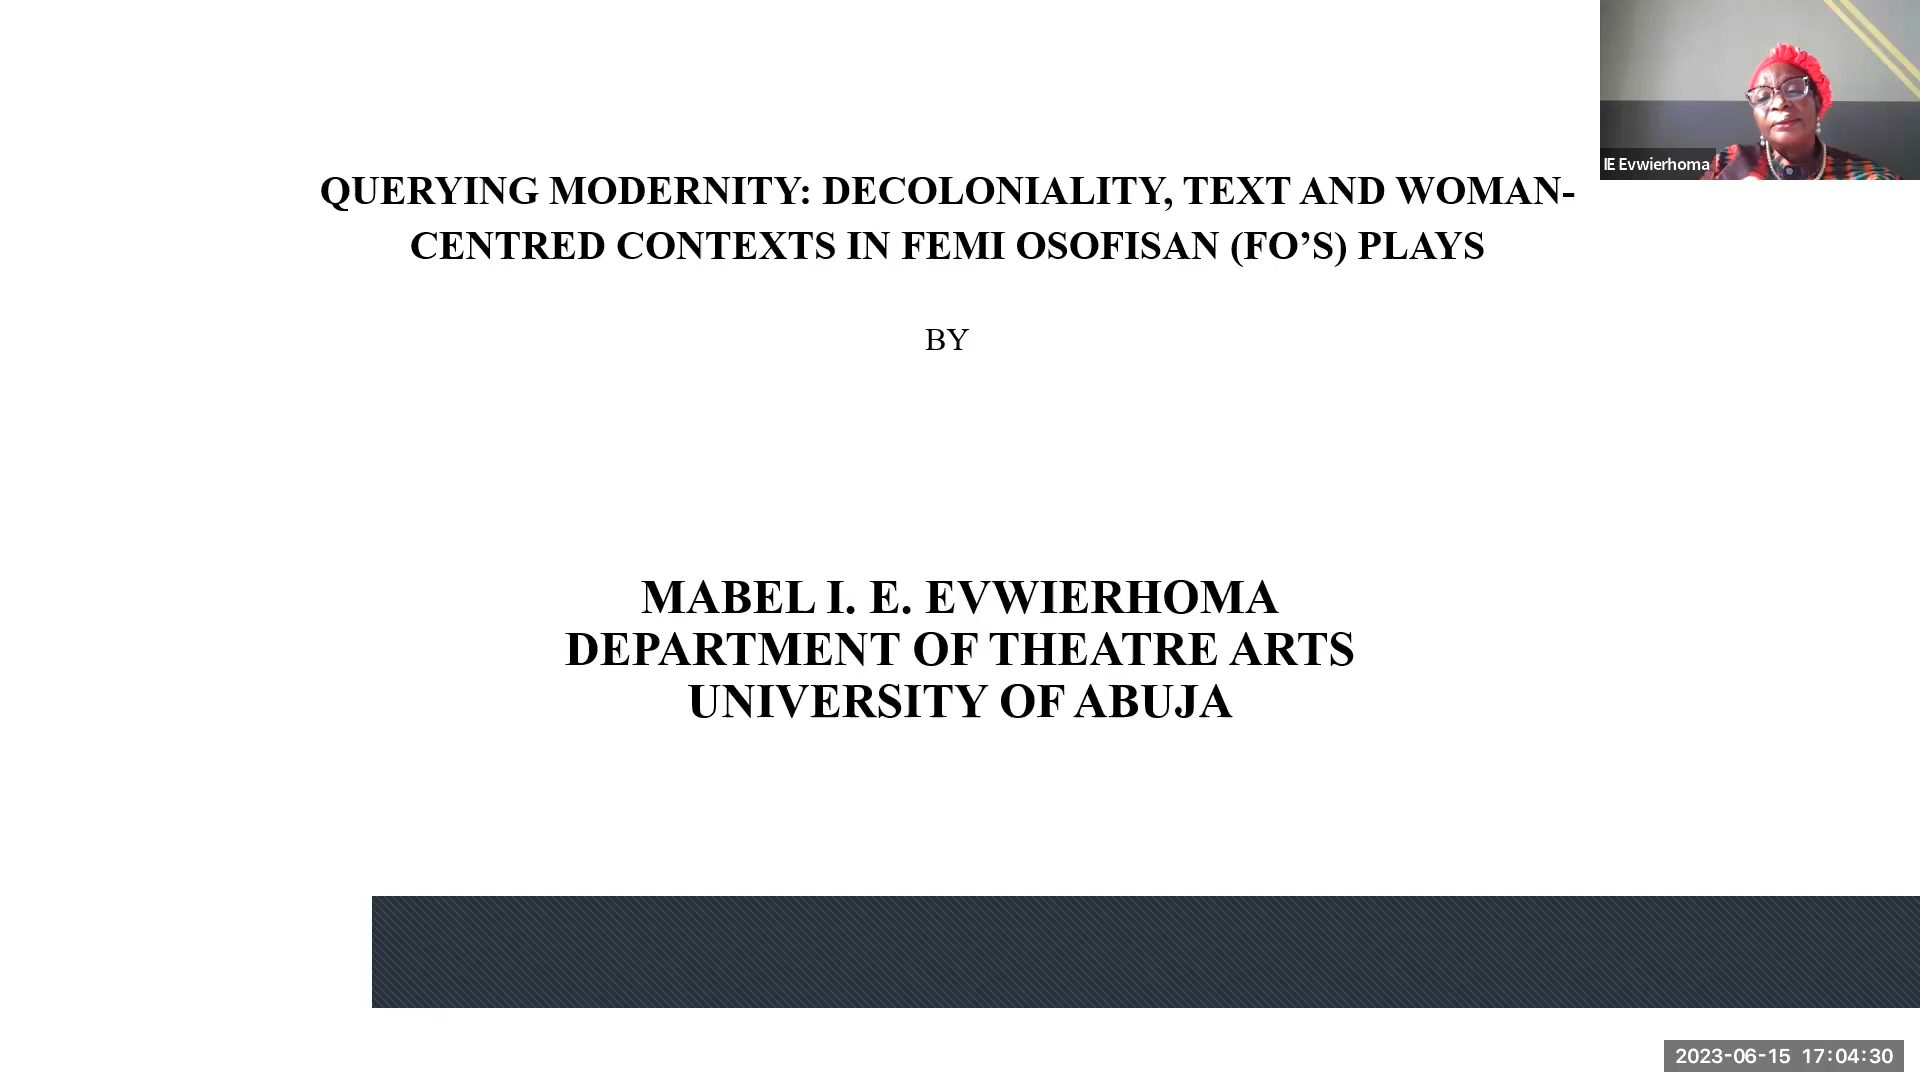 QUERYING MODERNITY: DECOLONIALITY, TEXT AND WOMAN-
CENTRED CONTEXTS IN FEMI OSOFISAN (FO’S) PLAYS
BY
MABEL I. E. EVWIERHOMA
DEPARTMENT OF THEATRE ARTS
UNIVERSITY OF ABUJA
IE Evwierhoma
2023-06-15 17:04:30